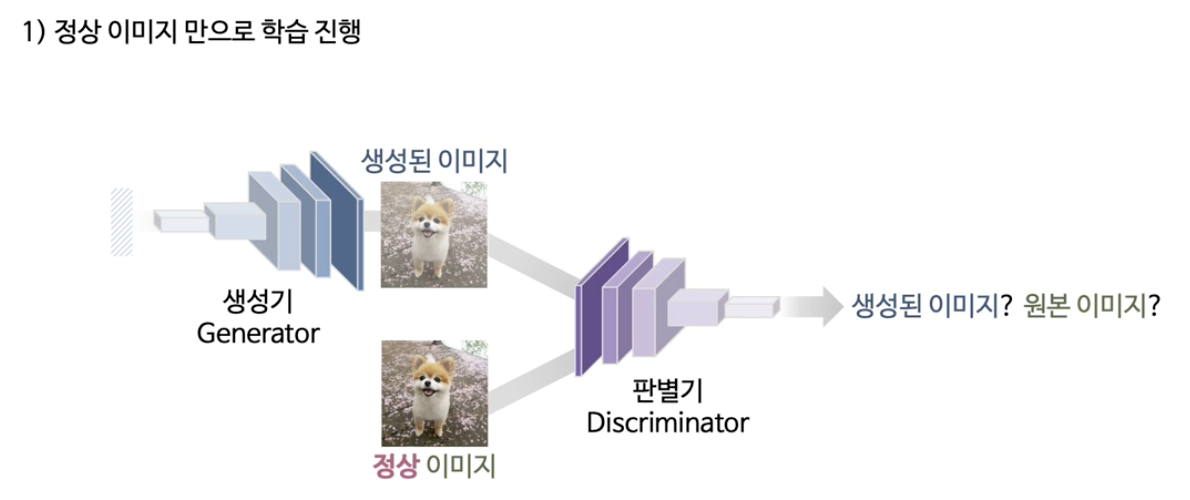 1) 정상 이미지 만으로 학습 진행
생성된 이미지
생성기
Generator
생성된 이미지? 원본 이미지?
판별기
Discriminator
정상 이미지